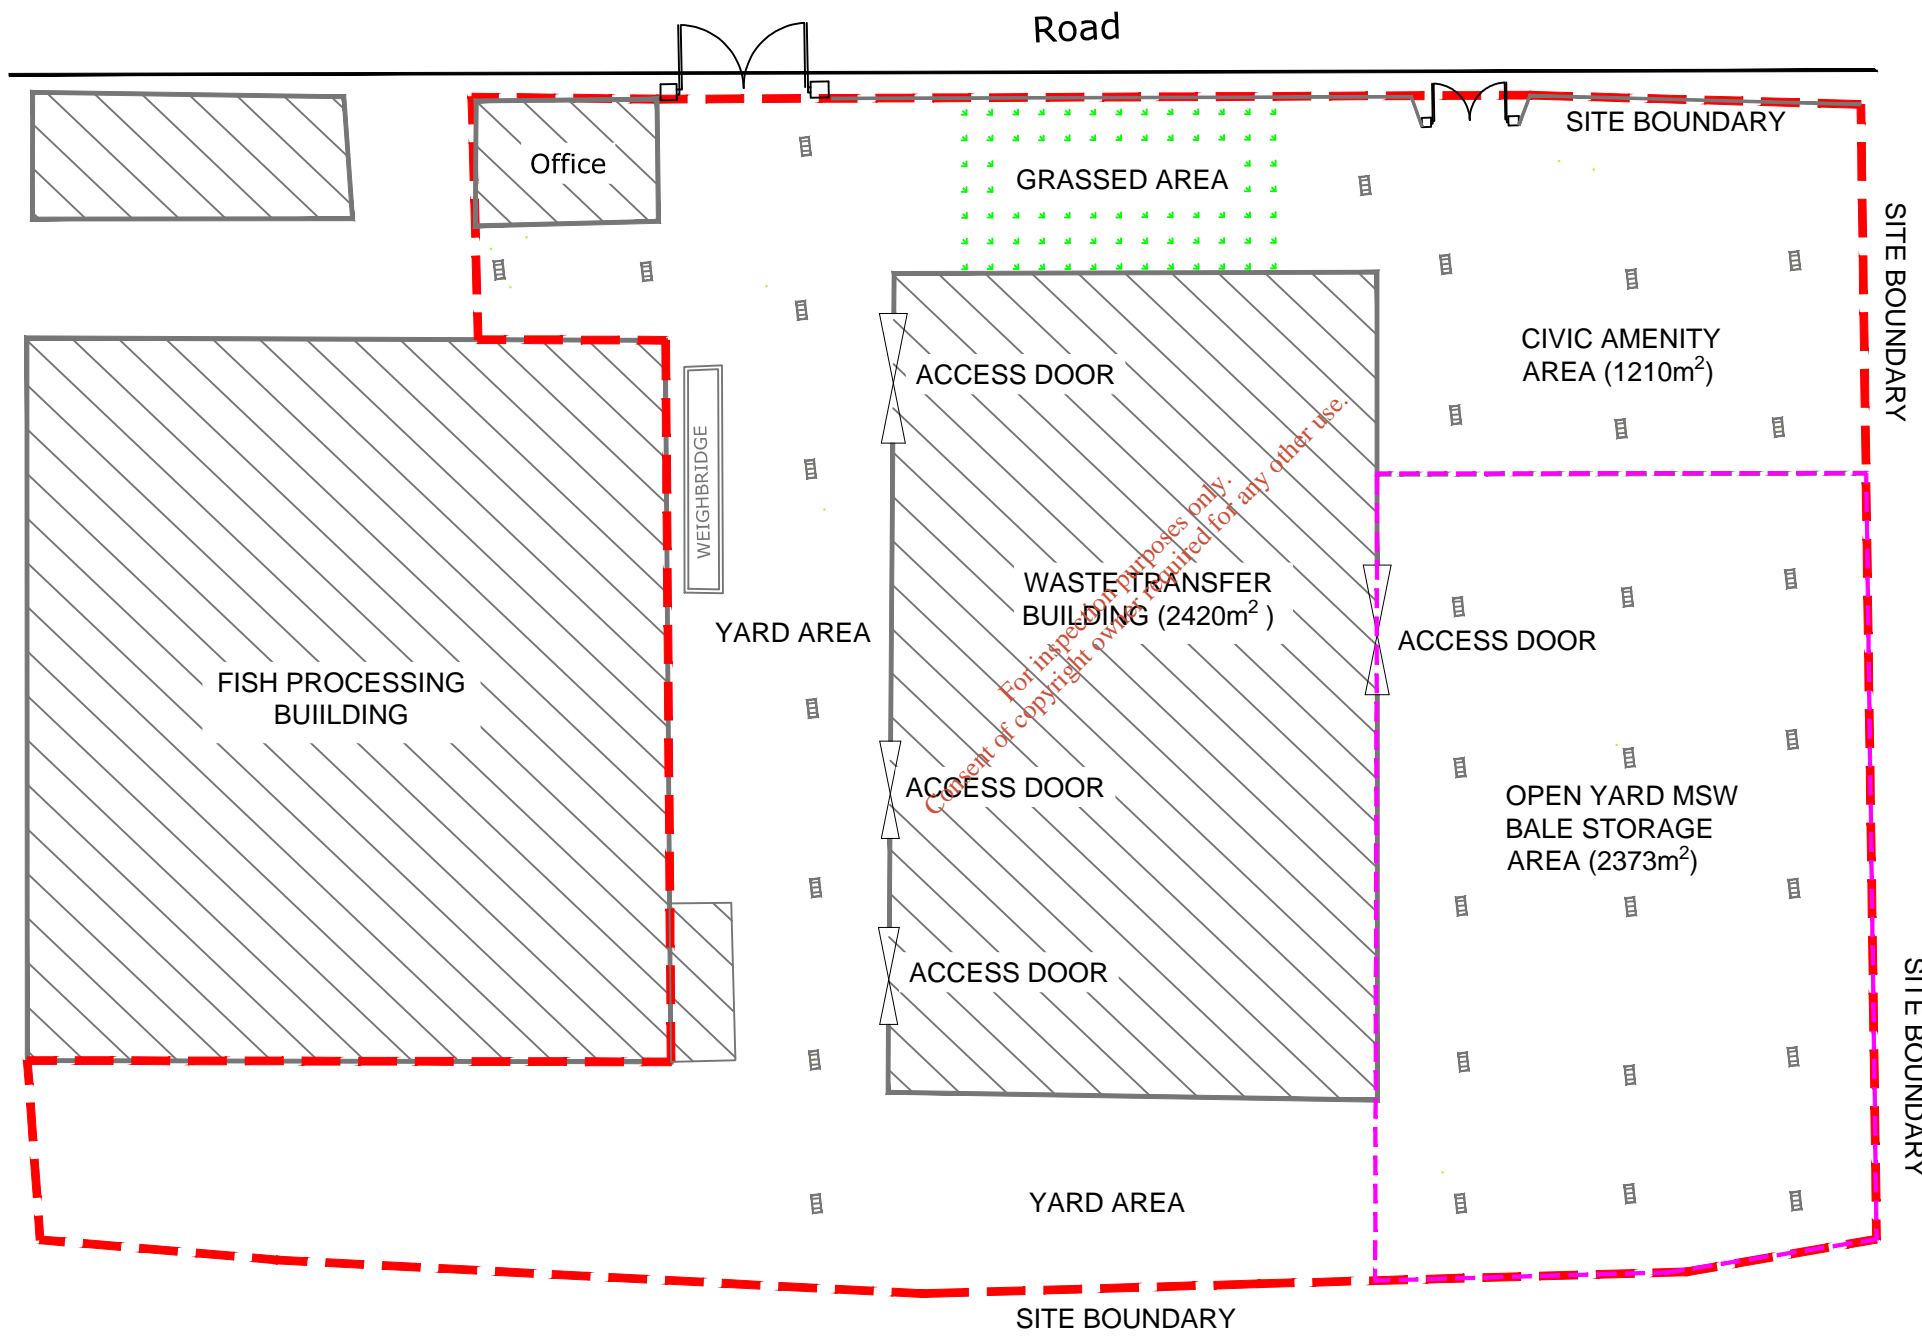 Road
SITE BOUNDARY
Office
GRASSED AREA
SITE BOUNDARY
CIVIC AMENITY
AREA (1210m²)
ACCESS DOOR
WEIGHBRIDGE
For inspection purposes only.
Consent of copyright owner required for any other use.
WASTE TRANSFER
BUILDING (2420m² )
YARD AREA
ACCESS DOOR
FISH PROCESSING
BUIILDING
ACCESS DOOR
OPEN YARD MSW
BALE STORAGE
AREA (2373m²)
ACCESS DOOR
SITE BOUNDARY
YARD AREA
SITE BOUNDARY